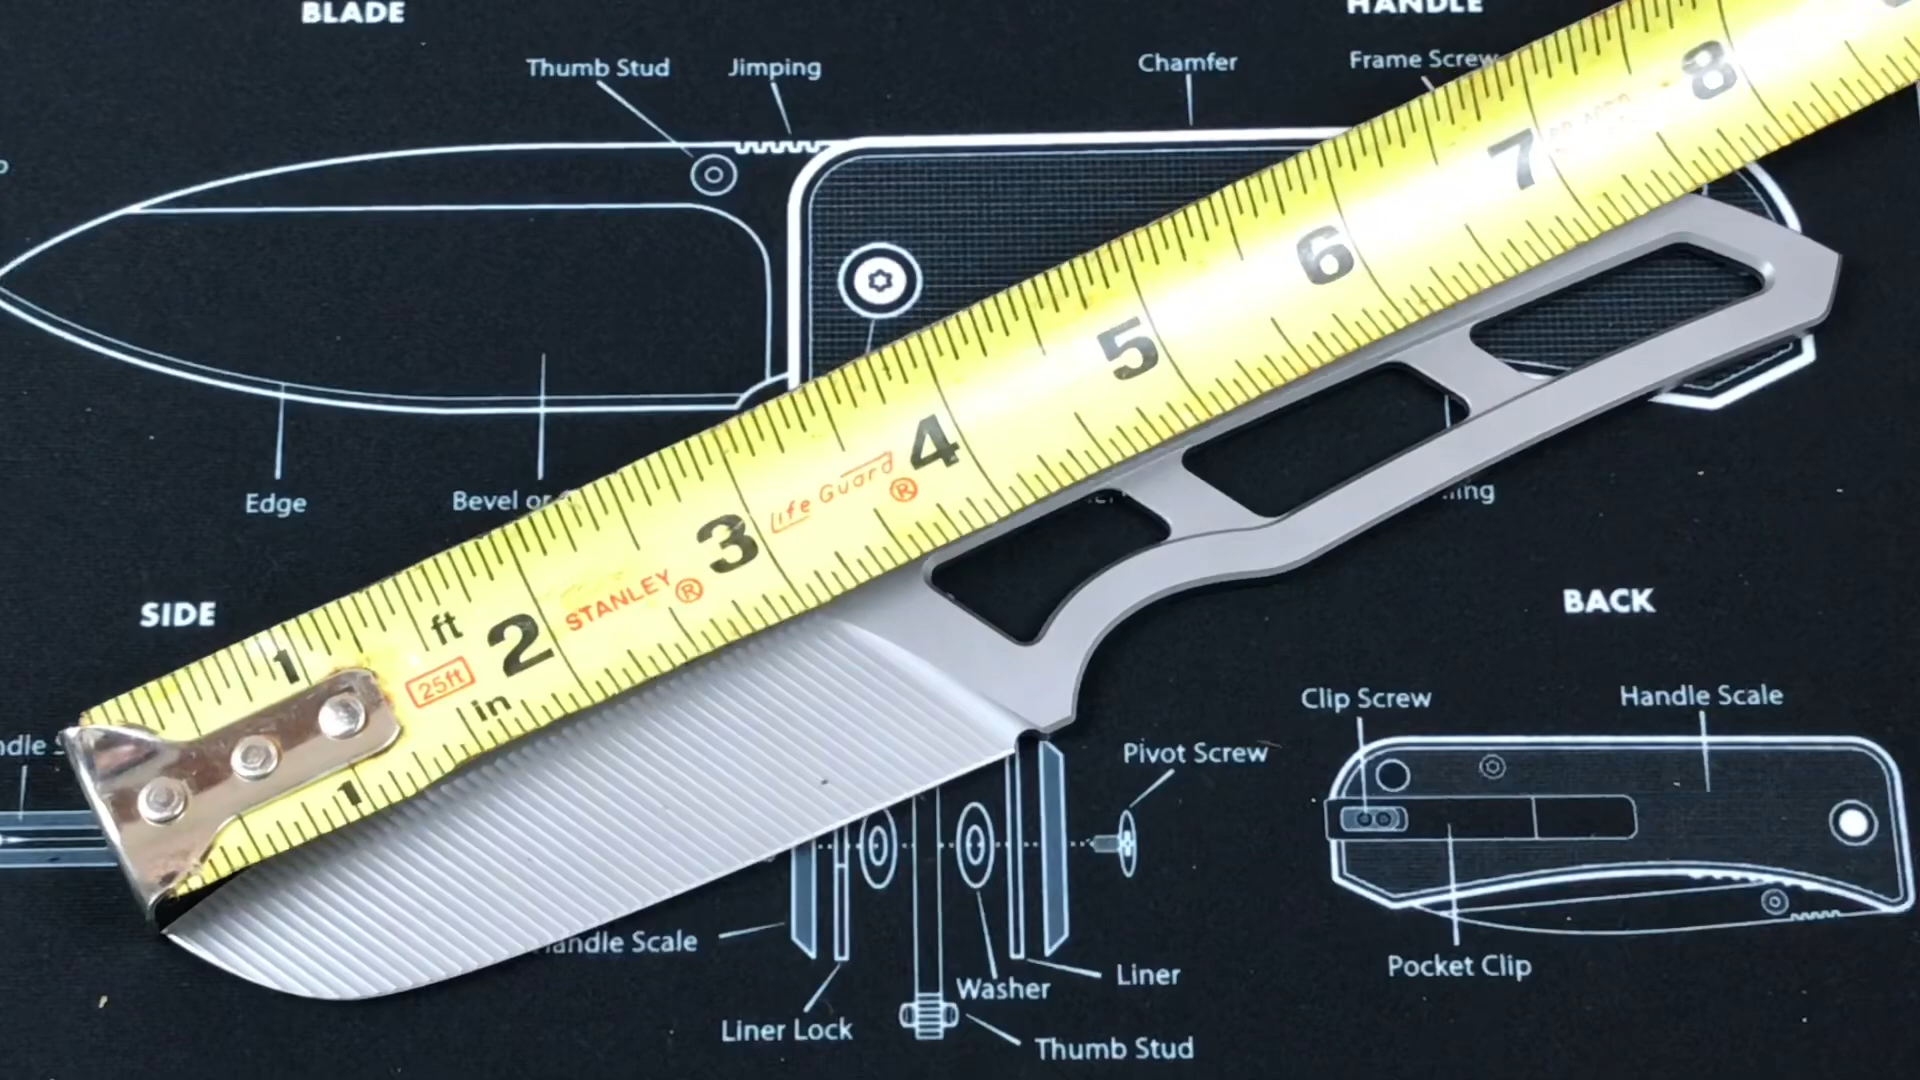 BLADE
HANDLE
Thumb Stud
Jimping
Chamfer
Frame Screw
8
7
6
5
4
Life Guard®
3
STANLEY®
2
ft
25ft
in
1
1
Edge
Bevel or
SIDE
BACK
Clip Screw
Handle Scale
Pivot Screw
Handle Scale
Pocket Clip
Washer
Liner
Liner Lock
Thumb Stud